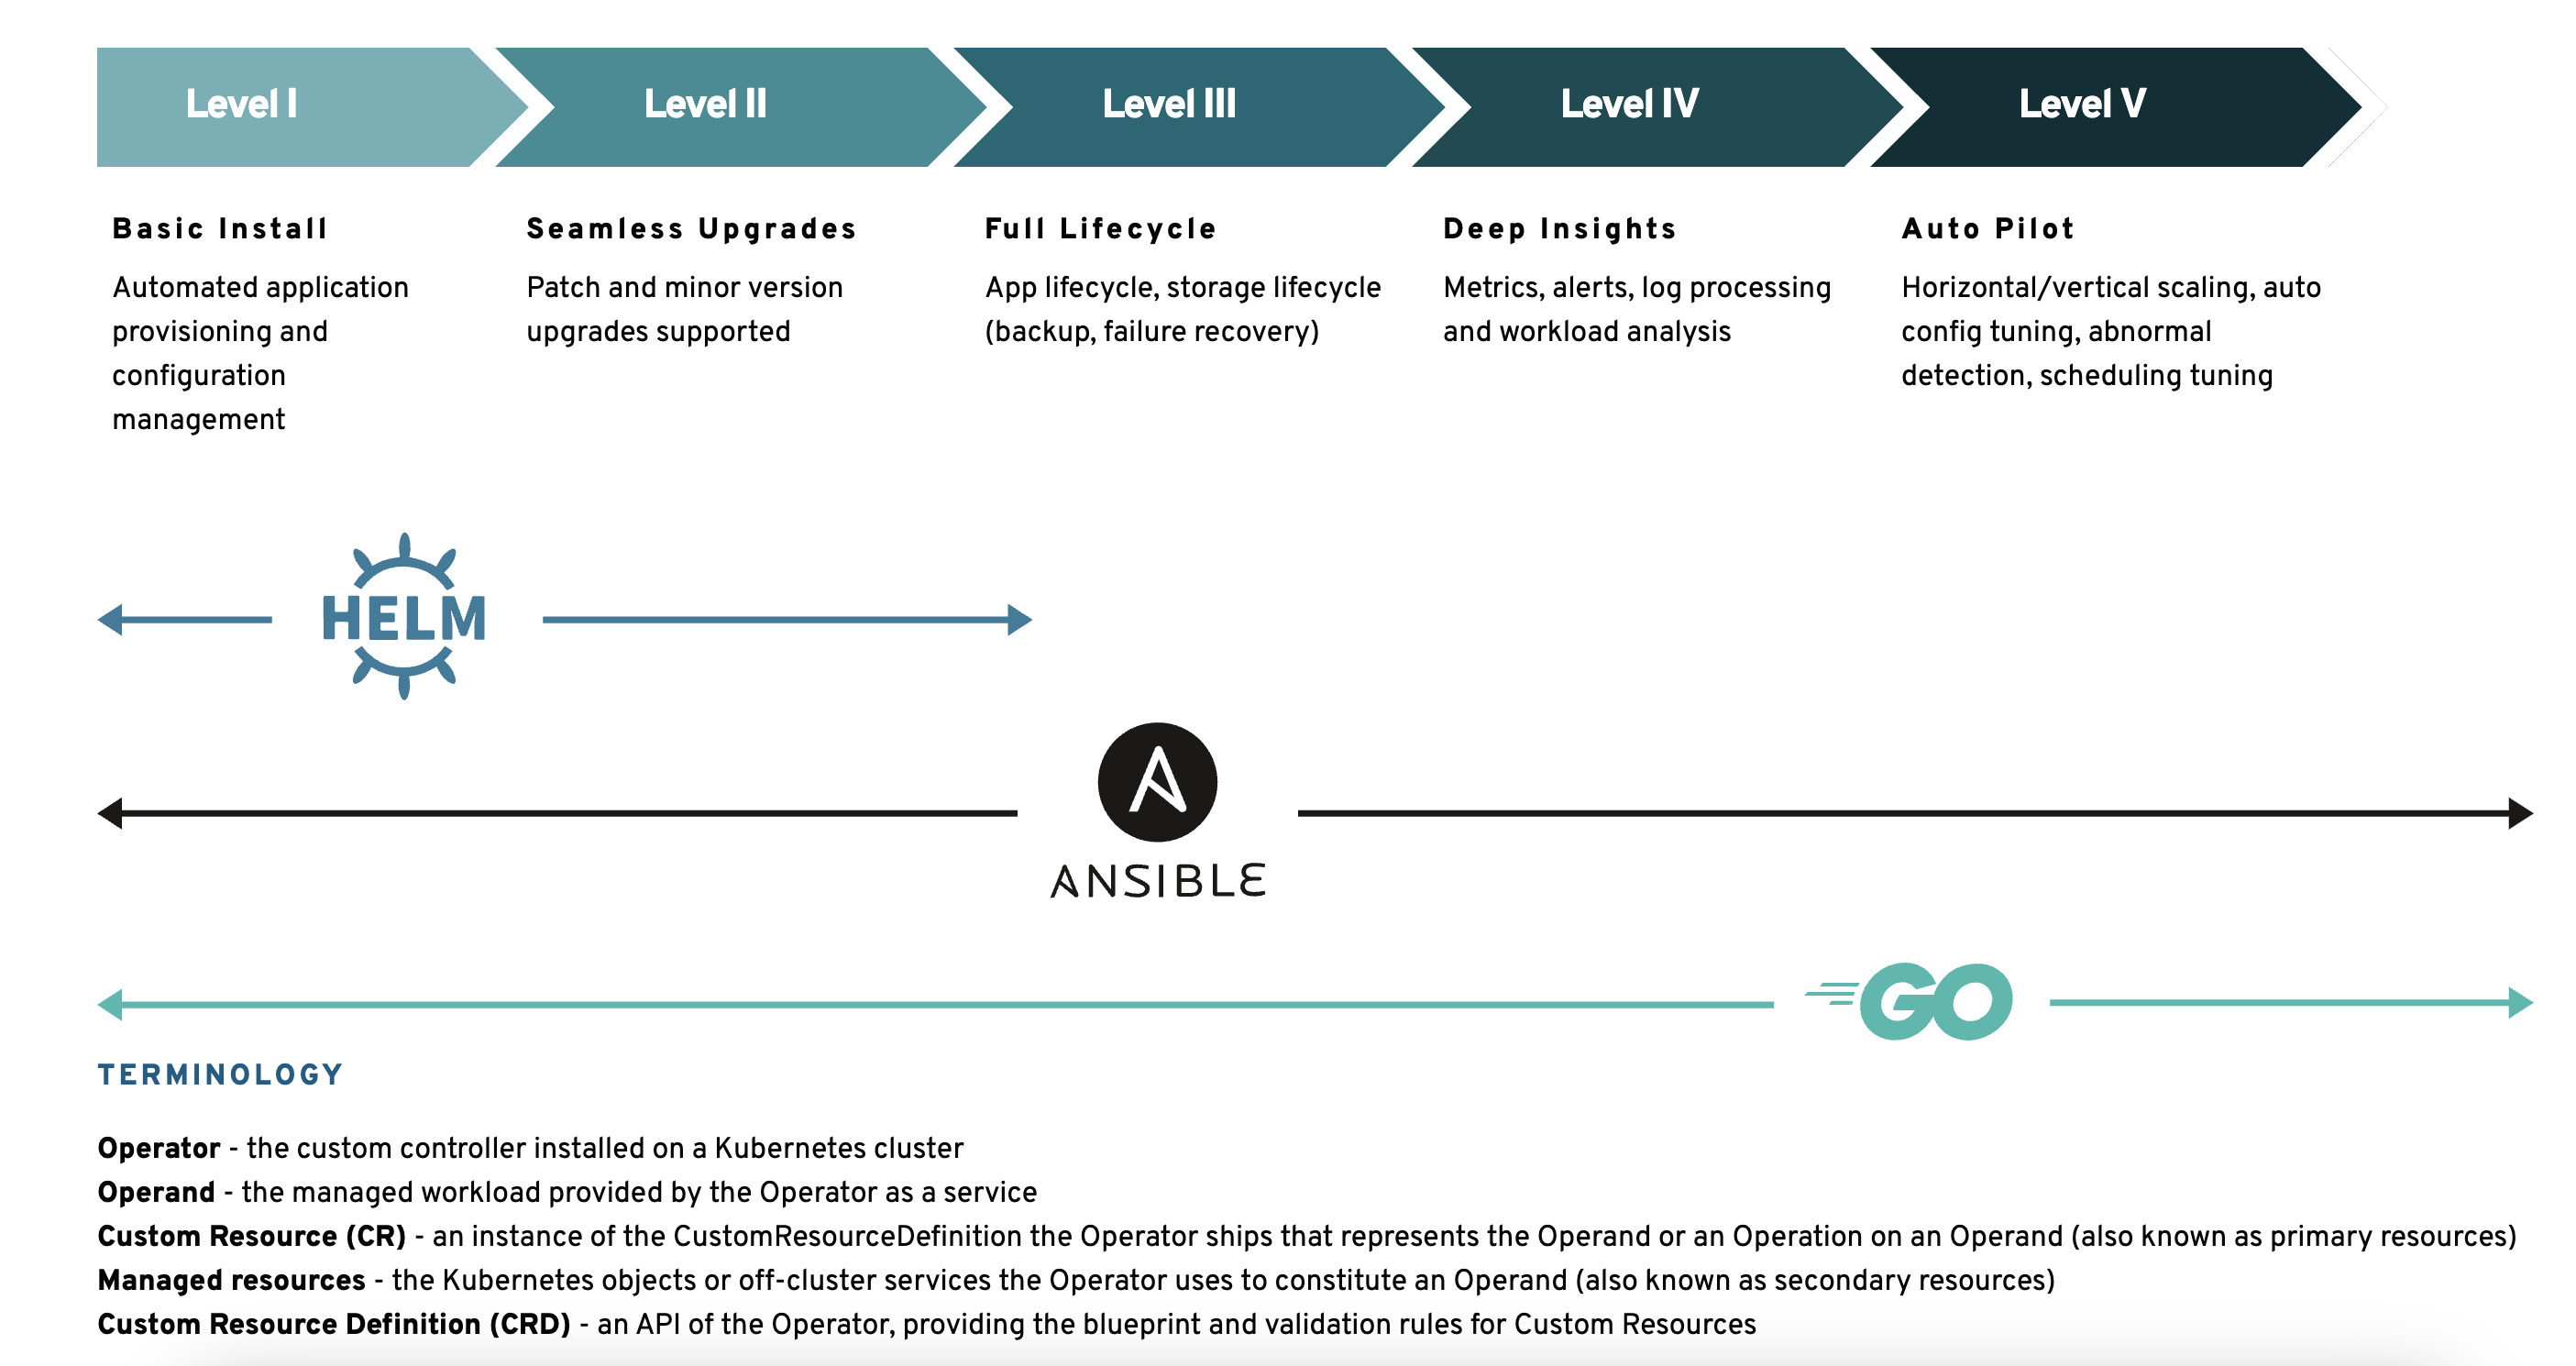 Level I
Level II
Level III
Level IV
Level V
Basic Install
Automated application
provisioning and
configuration
management
Seamless Upgrades
Patch and minor version
upgrades supported
Full Lifecycle
App lifecycle, storage lifecycle
(backup, failure recovery)
Deep Insights
Metrics, alerts, log processing
and workload analysis
Auto Pilot
Horizontal/vertical scaling, auto
config tuning, abnormal
detection, scheduling tuning
HELM
A
ANSIBLE
GO
TERMINOLOGY
Operator - the custom controller installed on a Kubernetes cluster
Operand - the managed workload provided by the Operator as a service
Custom Resource (CR) - an instance of the CustomResourceDefinition the Operator ships that represents the Operand or an Operation on an Operand (also known as primary resources)
Managed resources - the Kubernetes objects or off-cluster services the Operator uses to constitute an Operand (also known as secondary resources)
Custom Resource Definition (CRD) - an API of the Operator, providing the blueprint and validation rules for Custom Resources